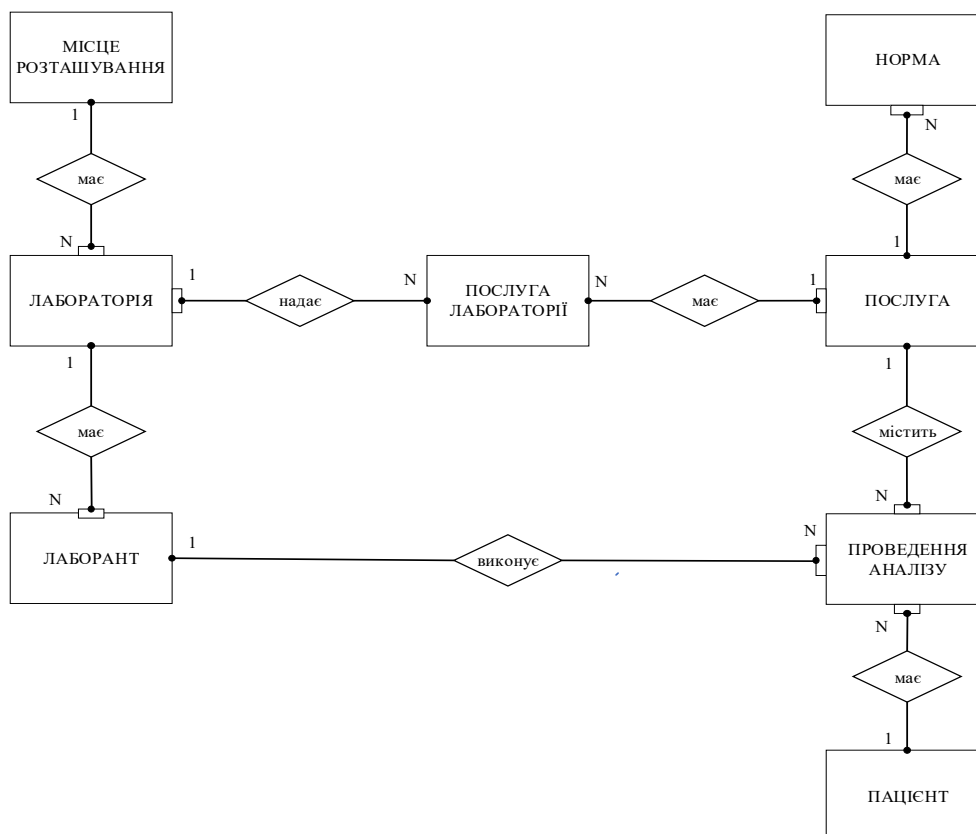 МІСЦЕ
РОЗТАШУВАННЯ
НОРМА
1
N
має
має
N
1
ЛАБОРАТОРІЯ
1
надає
N
ПОСЛУГА
ЛАБОРАТОРІЇ
N
має
1
ПОСЛУГА
1
1
має
містить
N
N
ЛАБОРАНТ
1
виконує
N
ПРОВЕДЕННЯ
АНАЛІЗУ
N
має
1
ПАЦІЄНТ